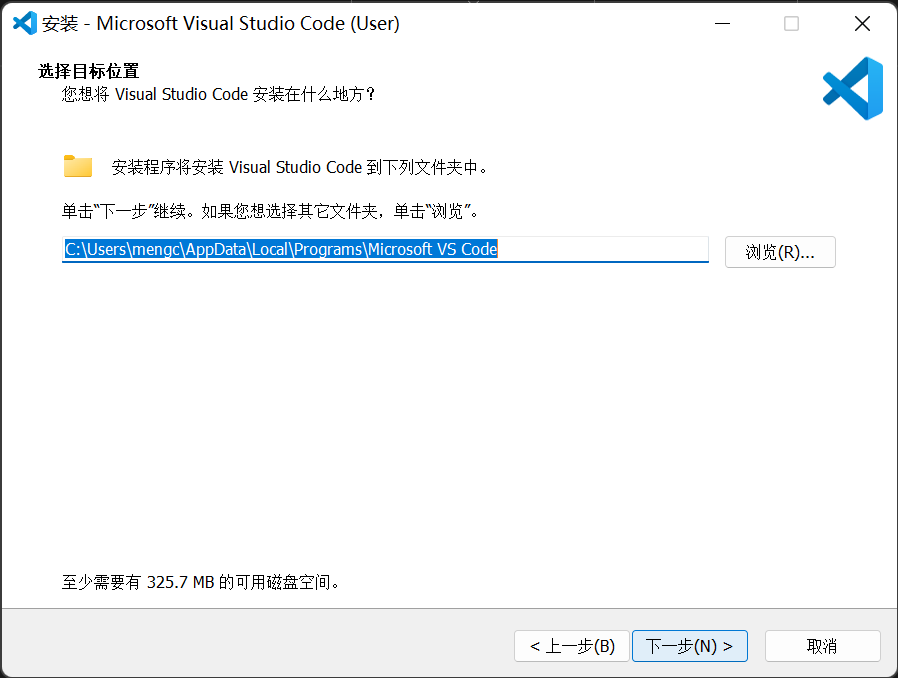 安装 - Microsoft Visual Studio Code (User)
选择目标位置
您想将 Visual Studio Code 安装在什么地方？
安装程序将安装 Visual Studio Code 到下列文件夹中。
单击“下一步”继续。如果您想选择其它文件夹，单击“浏览”。
C:\Users\mengc\AppData\Local\Programs\Microsoft VS Code
浏览(R)...
至少需要有 325.7 MB 的可用磁盘空间。
< 上一步(B)
下一步(N) >
取消